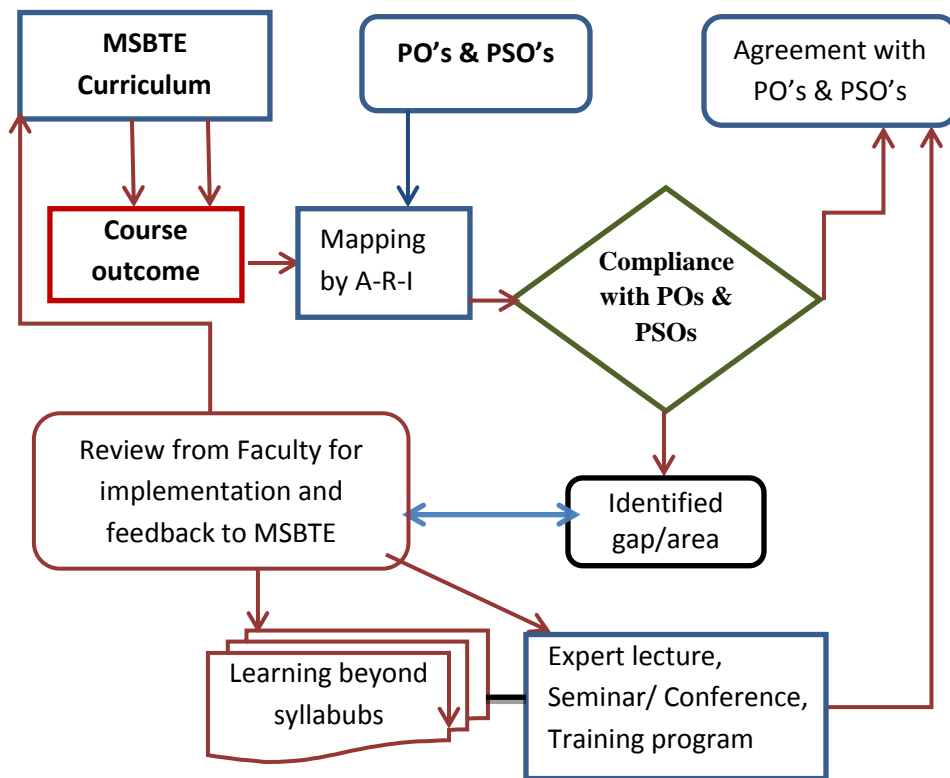 MSBTE
Curriculum
PO’s & PSO’s
Agreement with
PO’s & PSO’s
Course
outcome
Mapping
by A-R-I
Compliance
with POs &
PSOs
Review from Faculty for
implementation and
feedback to MSBTE
Identified
gap/area
Learning beyond
syllabubs
Expert lecture,
Seminar/ Conference,
Training program